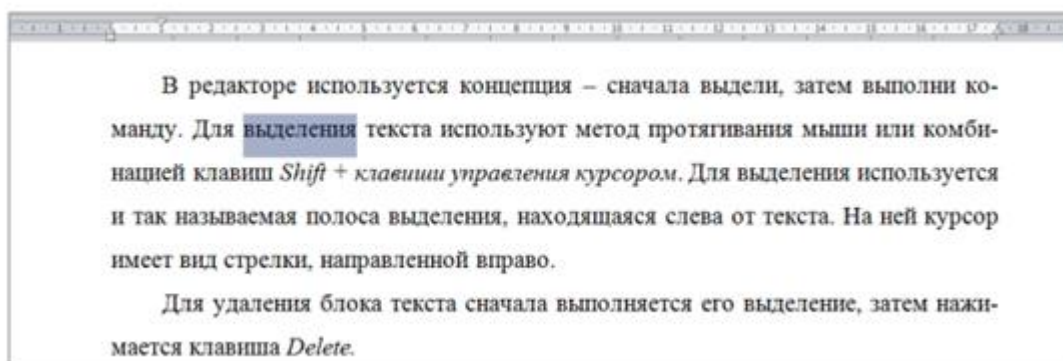 В редакторе используется концепция – сначала выдели, затем выполни ко-
манду. Для выделения текста используют метод протягивания мыши или комби-
нацией клавиш Shift + клавиши управления курсором. Для выделения используется
и так называемая полоса выделения, находящаяся слева от текста. На ней курсор
имеет вид стрелки, направленной вправо.
Для удаления блока текста сначала выполняется его выделение, затем нажи-
мается клавиша Delete.